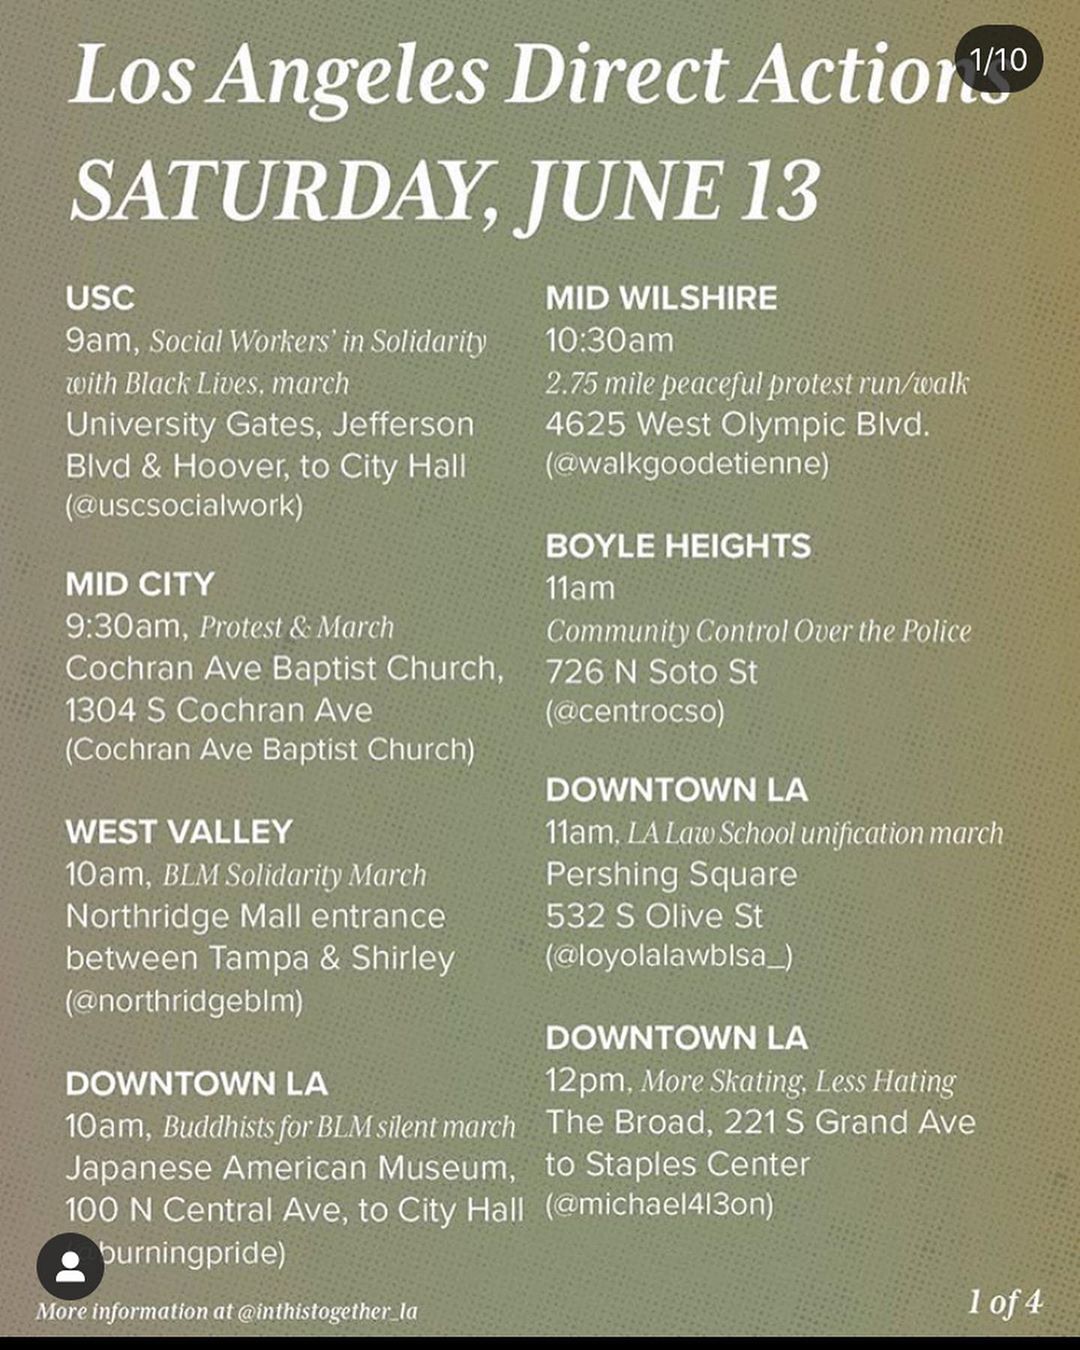 Los Angeles Direct Actions
1/10
SATURDAY, JUNE 13
USC
9am, Social Workers' in Solidarity
with Black Lives, march
University Gates, Jefferson
Blvd & Hoover, to City Hall
(@uscsocialwork)
MID CITY
9:30am, Protest & March
Cochran Ave Baptist Church,
1304 S Cochran Ave
(Cochran Ave Baptist Church)
WEST VALLEY
10am, BLM Solidarity March
Northridge Mall entrance
between Tampa & Shirley
(@northridgeblm)
DOWNTOWN LA
10am, Buddhists for BLM silent march
Japanese American Museum,
100 N Central Ave, to City Hall
burningpride)
MID WILSHIRE
10:30am
2.75 mile peaceful protest run/walk
4625 West Olympic Blvd.
(@walkgoodetienne)
BOYLE HEIGHTS
11am
Community Control Over the Police
726 N Soto St
(@centrocso)
DOWNTOWN LA
11am, LA Law School unification march
Pershing Square
532 S Olive St
(@loyolalawblsa_)
DOWNTOWN LA
12pm, More Skating, Less Hating
The Broad, 221 S Grand Ave
to Staples Center
(@michael4l3on)
More information at @inthistogether_la
1 of 4